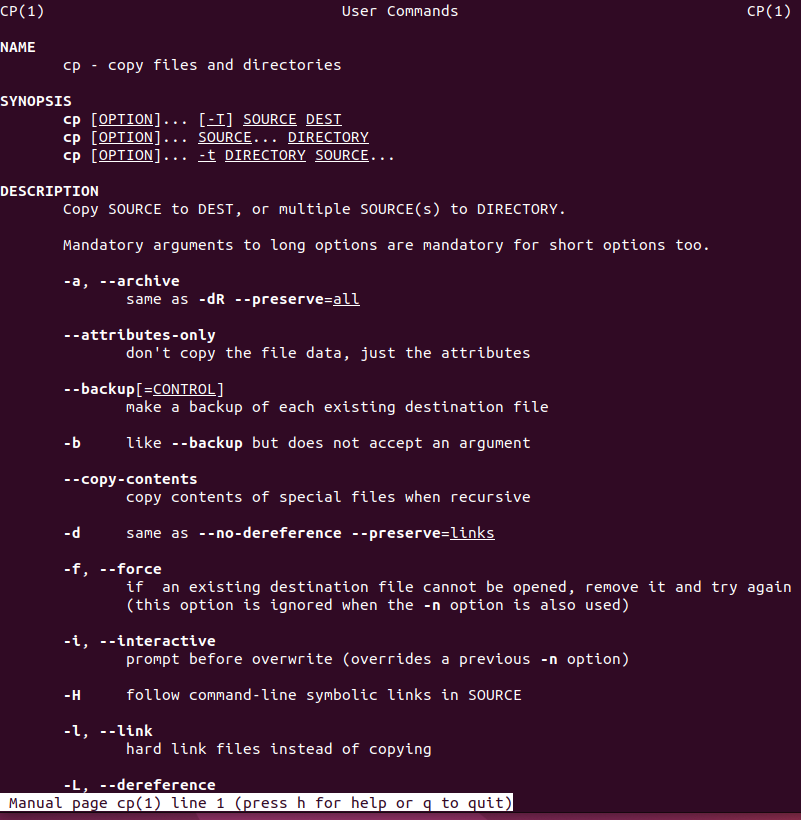 CP(1) User Commands CP(1)
NAME
cp - copy files and directories
SYNOPSIS
cp [OPTION]... [-T] SOURCE DEST
cp [OPTION]... SOURCE... DIRECTORY
cp [OPTION]... -t DIRECTORY SOURCE...
DESCRIPTION
Copy SOURCE to DEST, or multiple SOURCE(s) to DIRECTORY.
Mandatory arguments to long options are mandatory for short options too.
-a, --archive
same as -dR --preserve=all
--attributes-only
don't copy the file data, just the attributes
--backup[=CONTROL]
make a backup of each existing destination file
-b like --backup but does not accept an argument
--copy-contents
copy contents of special files when recursive
-d same as --no-dereference --preserve=links
-f, --force
if  an existing destination file cannot be opened, remove it and try again
(this option is ignored when the -n option is also used)
-i, --interactive
prompt before overwrite (overrides a previous -n option)
-H follow command-line symbolic links in SOURCE
-l, --link
hard link files instead of copying
-L, --dereference
Manual page cp(1) line 1 (press h for help or q to quit)